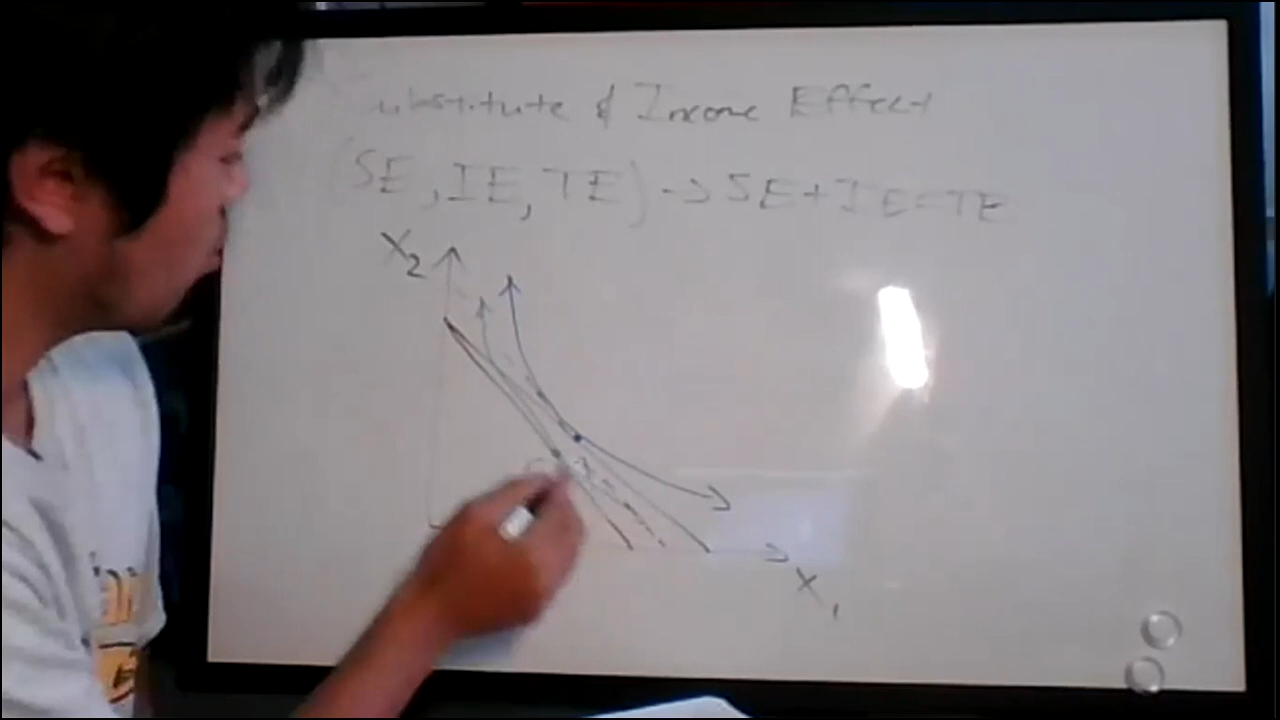 ubstitute & Income Effect
(SE, IE, TE) -> SE+IE=TE
X2
X1